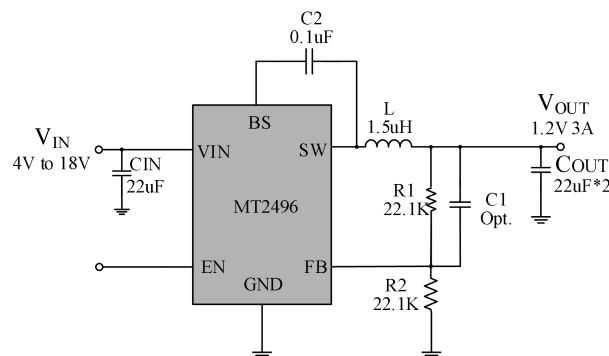 C2
0.1uF
BS
L
1.5uH
VOUT
1.2V 3A
VIN
4V to 18V
CIN
22uF
VIN
SW
COUT
22uF*2
R1
22.1K
C1
Opt.
MT2496
EN
FB
GND
R2
22.1K